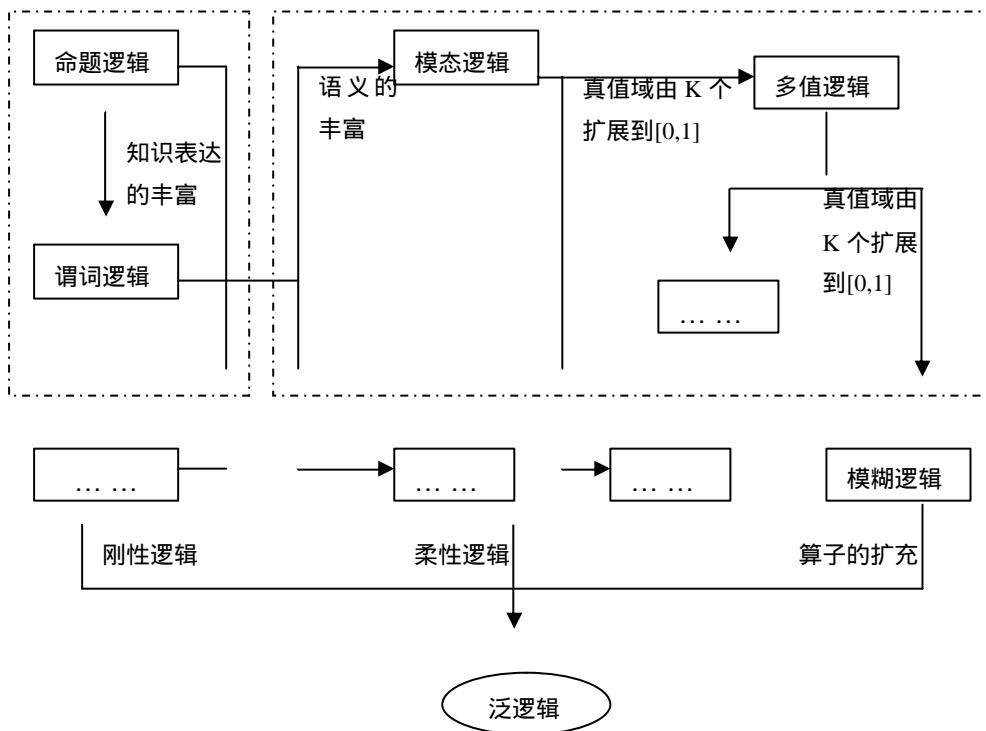 命题逻辑
模态逻辑
多值逻辑
语义的
丰富
真值域由 K 个
扩展到[0,1]
知识表达
的丰富
真值域由
K 个扩展
到[0,1]
谓词逻辑
… …
… …
… …
… …
模糊逻辑
刚性逻辑
柔性逻辑
算子的扩充
泛逻辑